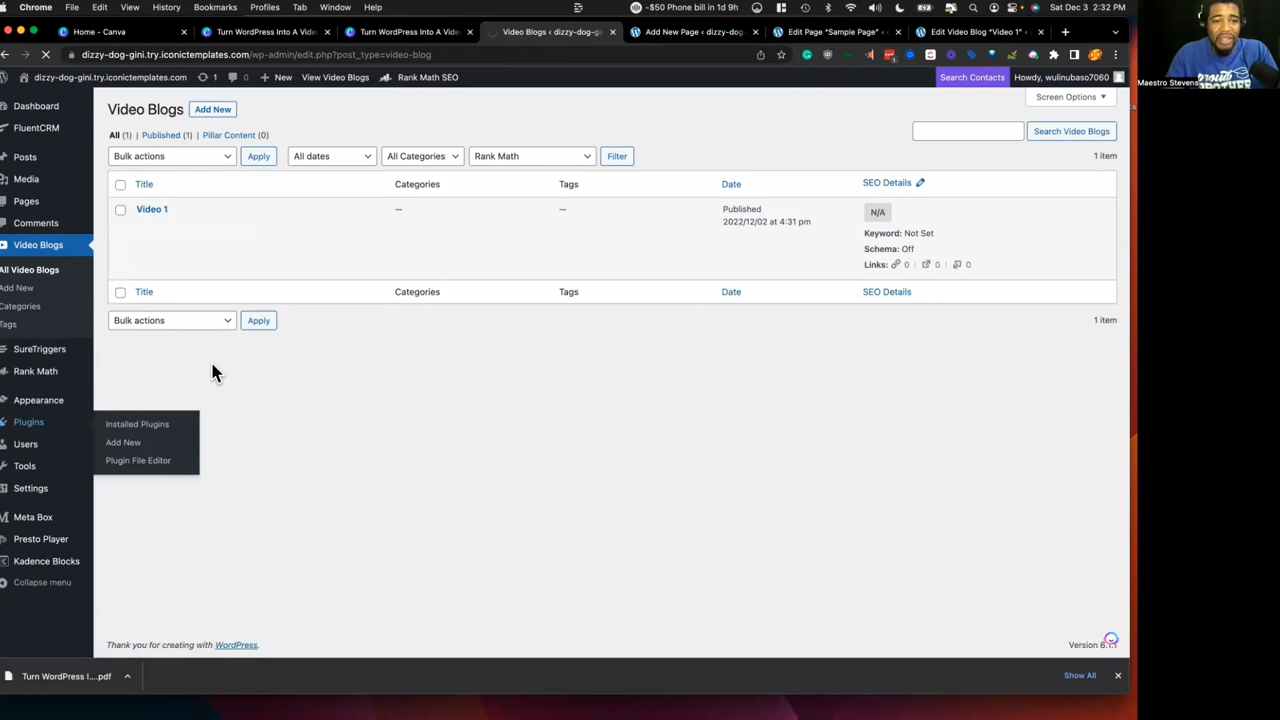 Chrome File Edit View History Bookmarks Profiles Tab Window Help -$50 Phone bill in 1d 9h Sat Dec 3 2:32 PM
Home - Canva Turn WordPress Into A Vide Turn WordPress Into A Vide Video Blogs ‹ dizzy-dog-gi Add New Page ‹ dizzy-dog- Edit Page "Sample Page" ‹ Edit Video Blog "Video 1" ‹
dizzy-dog-gini.try.iconictemplates.com/wp-admin/edit.php?post_type=video-blog
dizzy-dog-gini.try.iconictemplates.com 1 0 New View Video Blogs Rank Math SEO Search Contacts Howdy, wulinubaso7060
Maestro Stevens
Dashboard
FluentCRM
Posts
Media
Pages
Comments
Video Blogs
All Video Blogs
Add New
Categories
Tags
SureTriggers
Rank Math
Appearance
Plugins
Users
Tools
Settings
Meta Box
Presto Player
Kadence Blocks
Collapse menu
Installed Plugins
Add New
Plugin File Editor
Video Blogs Add New
Screen Options
All (1) | Published (1) | Pillar Content (0)
Search Video Blogs
Bulk actions Apply All dates All Categories Rank Math Filter 1 item
Title Categories Tags Date SEO Details
Video 1 — — Published
2022/12/02 at 4:31 pm
N/A
Keyword: Not Set
Schema: Off
Links: 0 | 0 | 0
Title Categories Tags Date SEO Details
Bulk actions Apply 1 item
Thank you for creating with WordPress. Version 6.1.1
Turn WordPress I....pdf Show All